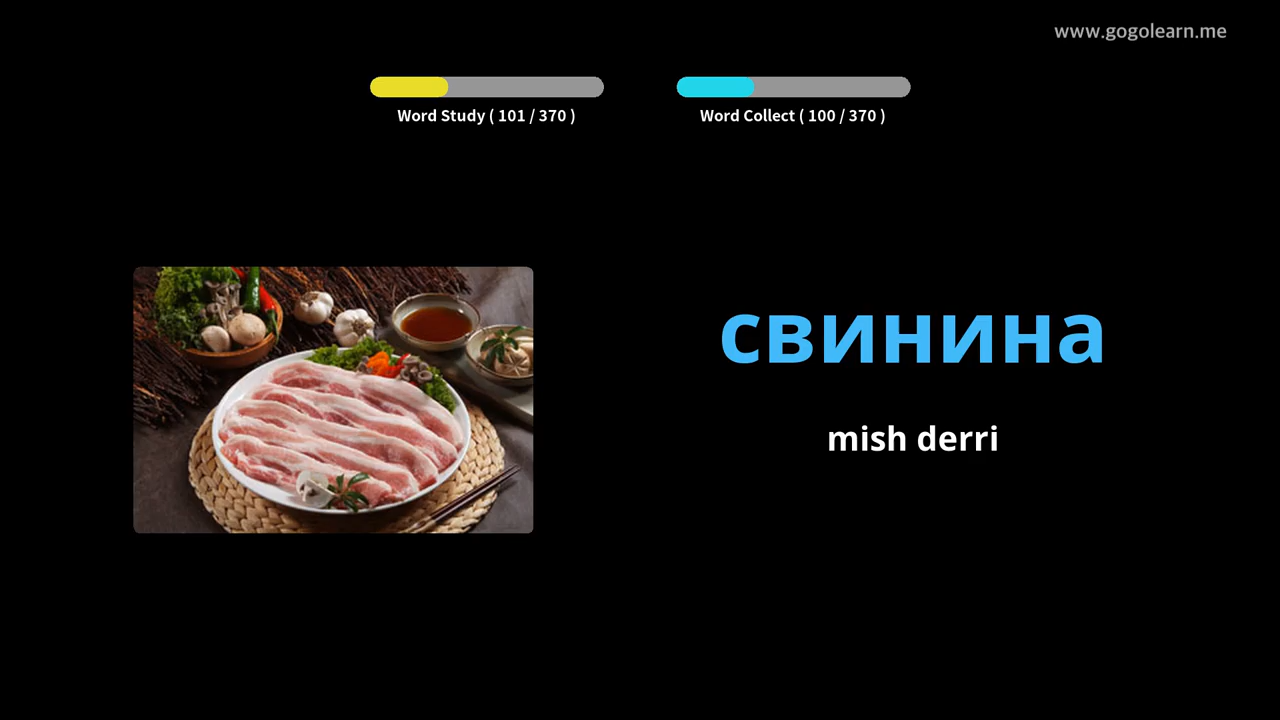 www.gogolearn.me
Word Study ( 101 / 370 )
Word Collect ( 100 / 370 )
свинина
mish derri